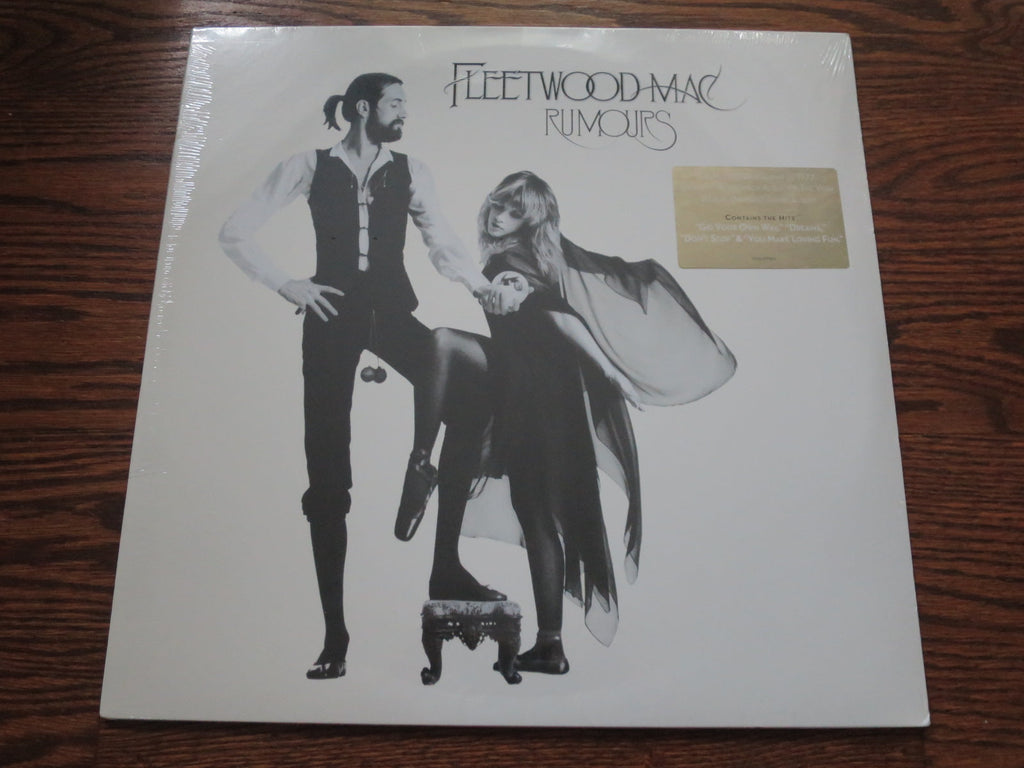 FLEETWOOD MAC
RUMOURS
CONTAINS THE HITS
"GO YOUR OWN WAY," "DREAMS,"
"DON'T STOP" & "YOU MAKE LOVING FUN."